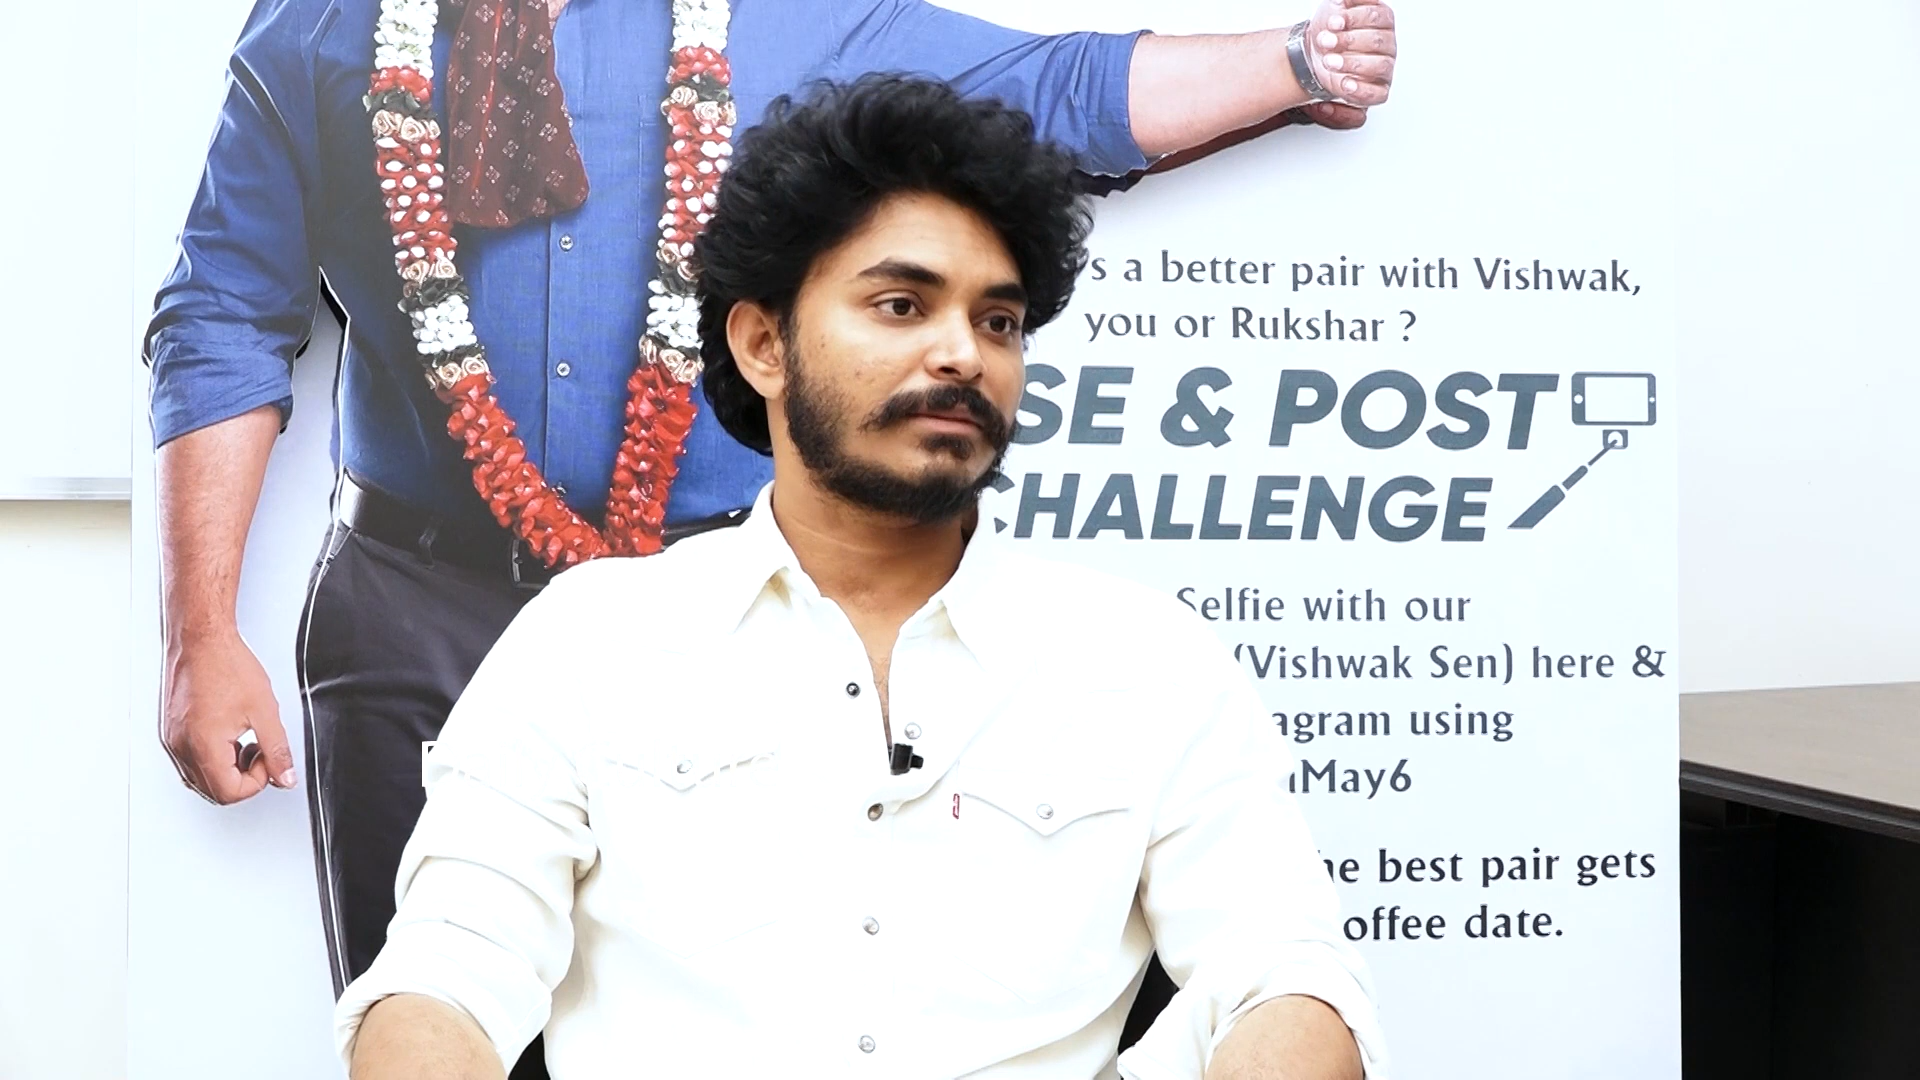 's a better pair with Vishwak,
you or Rukshar ?
SE & POST
CHALLENGE
Selfie with our
(Vishwak Sen) here &
agram using
May6
he best pair gets
offee date.